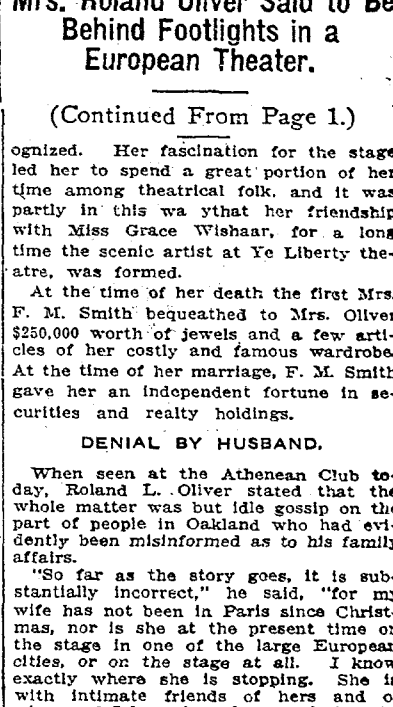 Mrs. Roland Oliver Said to Be
Behind Footlights in a
European Theater.
(Continued From Page 1.)
ognized. Her fascination for the stage
led her to spend a great portion of her
time among theatrical folk, and it was
partly in this wa ythat her friendship
with Miss Grace Wishaar, for a long
time the scenic artist at Ye Liberty the-
atre, was formed.
At the time of her death the first Mrs.
F. M. Smith bequeathed to Mrs. Oliver
$250,000 worth of jewels and a few arti-
cles of her costly and famous wardrobe.
At the time of her marriage, F. M. Smith
gave her an independent fortune in se-
curities and realty holdings.
DENIAL BY HUSBAND.
When seen at the Athenean Club to-
day, Roland L. Oliver stated that the
whole matter was but idle gossip on the
part of people in Oakland who had evi-
dently been misinformed as to his family
affairs.
"So far as the story goes, it is sub-
stantially incorrect," he said, "for my
wife has not been in Paris since Christ-
mas, nor is she at the present time on
the stage in one of the large European
cities, or on the stage at all. I know
exactly where she is stopping. She is
with intimate friends of hers and o